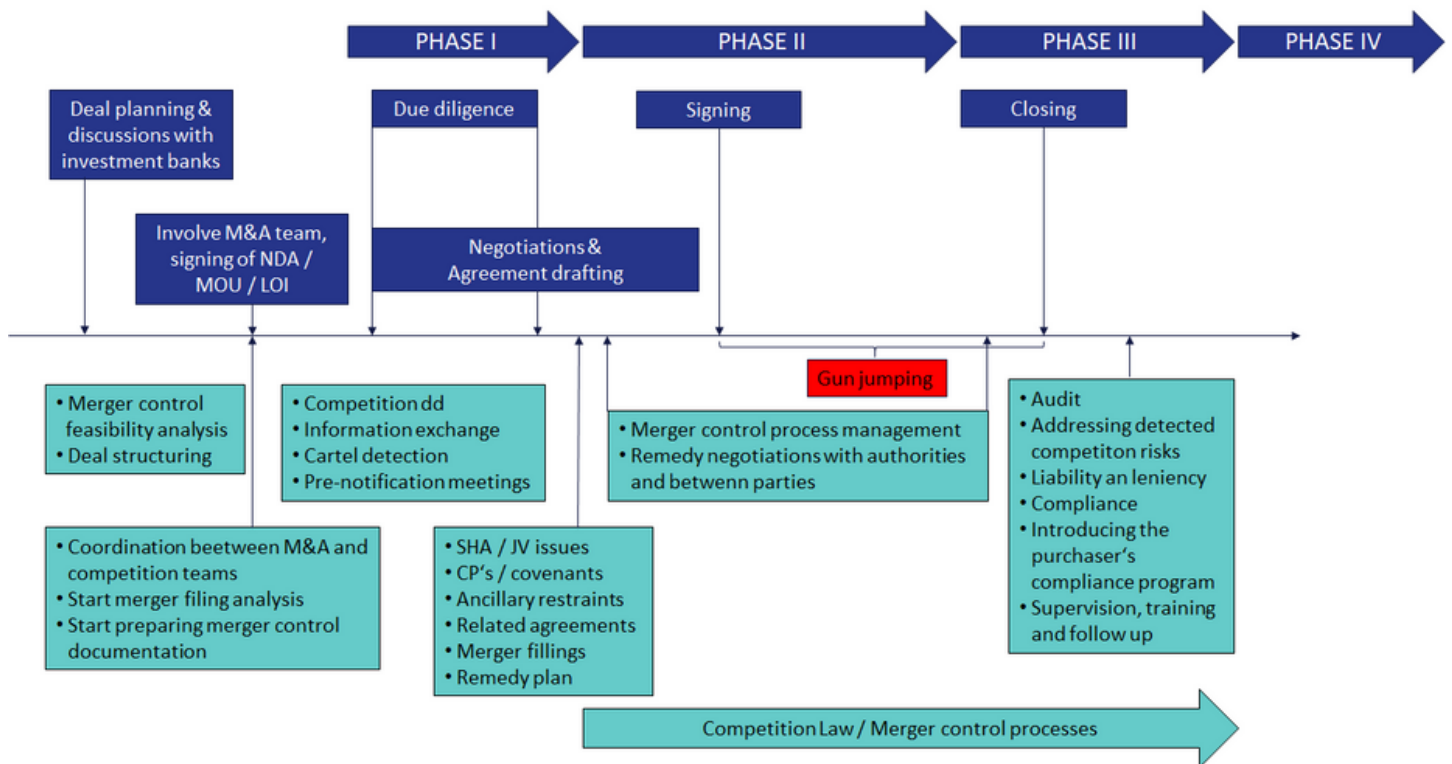 PHASE I
PHASE II
PHASE III
PHASE IV
Deal planning &
discussions with
investment banks
Due diligence
Signing
Closing
Involve M&A team,
signing of NDA /
MOU / LOI
Negotiations &
Agreement drafting
Gun jumping
• Merger control
feasibility analysis
• Deal structuring
• Competition dd
• Information exchange
• Cartel detection
• Pre-notification meetings
• Merger control process management
• Remedy negotiations with authorities
and betwenn parties
• Audit
• Addressing detected
competiton risks
• Liability an leniency
• Compliance
• Introducing the
purchaser‘s
compliance program
• Supervision, training
and follow up
• Coordination beetween M&A and
competition teams
• Start merger filing analysis
• Start preparing merger control
documentation
• SHA / JV issues
• CP‘s / covenants
• Ancillary restraints
• Related agreements
• Merger fillings
• Remedy plan
Competition Law / Merger control processes